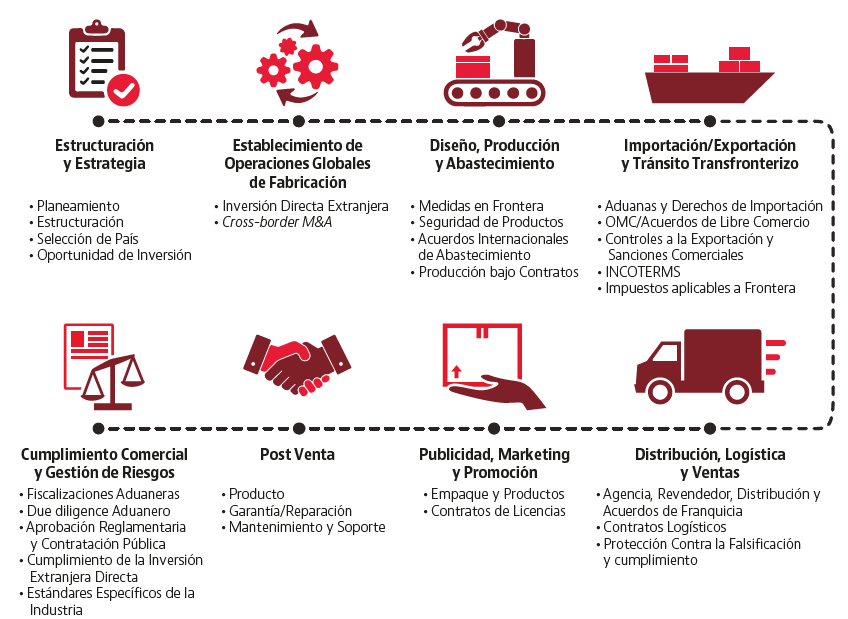 Estructuración
y Estrategia
• Planeamiento
• Estructuración
• Selección de País
• Oportunidad de Inversión
Establecimiento de
Operaciones Globales
de Fabricación
• Inversión Directa Extranjera
• Cross-border M&A
Diseño, Producción
y Abastecimiento
• Medidas en Frontera
• Seguridad de Productos
• Acuerdos Internacionales
de Abastecimiento
• Producción bajo Contratos
Importación/Exportación
y Tránsito Transfronterizo
• Aduanas y Derechos de Importación
• OMC/Acuerdos de Libre Comercio
• Controles a la Exportación y
Sanciones Comerciales
• INCOTERMS
• Impuestos aplicables a Frontera
Cumplimiento Comercial
y Gestión de Riesgos
• Fiscalizaciones Aduaneras
• Due diligence Aduanero
• Aprobación Reglamentaria
y Contratación Pública
• Cumplimiento de la Inversión
Extranjera Directa
• Estándares Específicos de la
Industria
Post Venta
• Producto
• Garantía/Reparación
• Mantenimiento y Soporte
Publicidad, Marketing
y Promoción
• Empaque y Productos
• Contratos de Licencias
Distribución, Logística
y Ventas
• Agencia, Revendedor, Distribución y
Acuerdos de Franquicia
• Contratos Logísticos
• Protección Contra la Falsificación
y cumplimiento